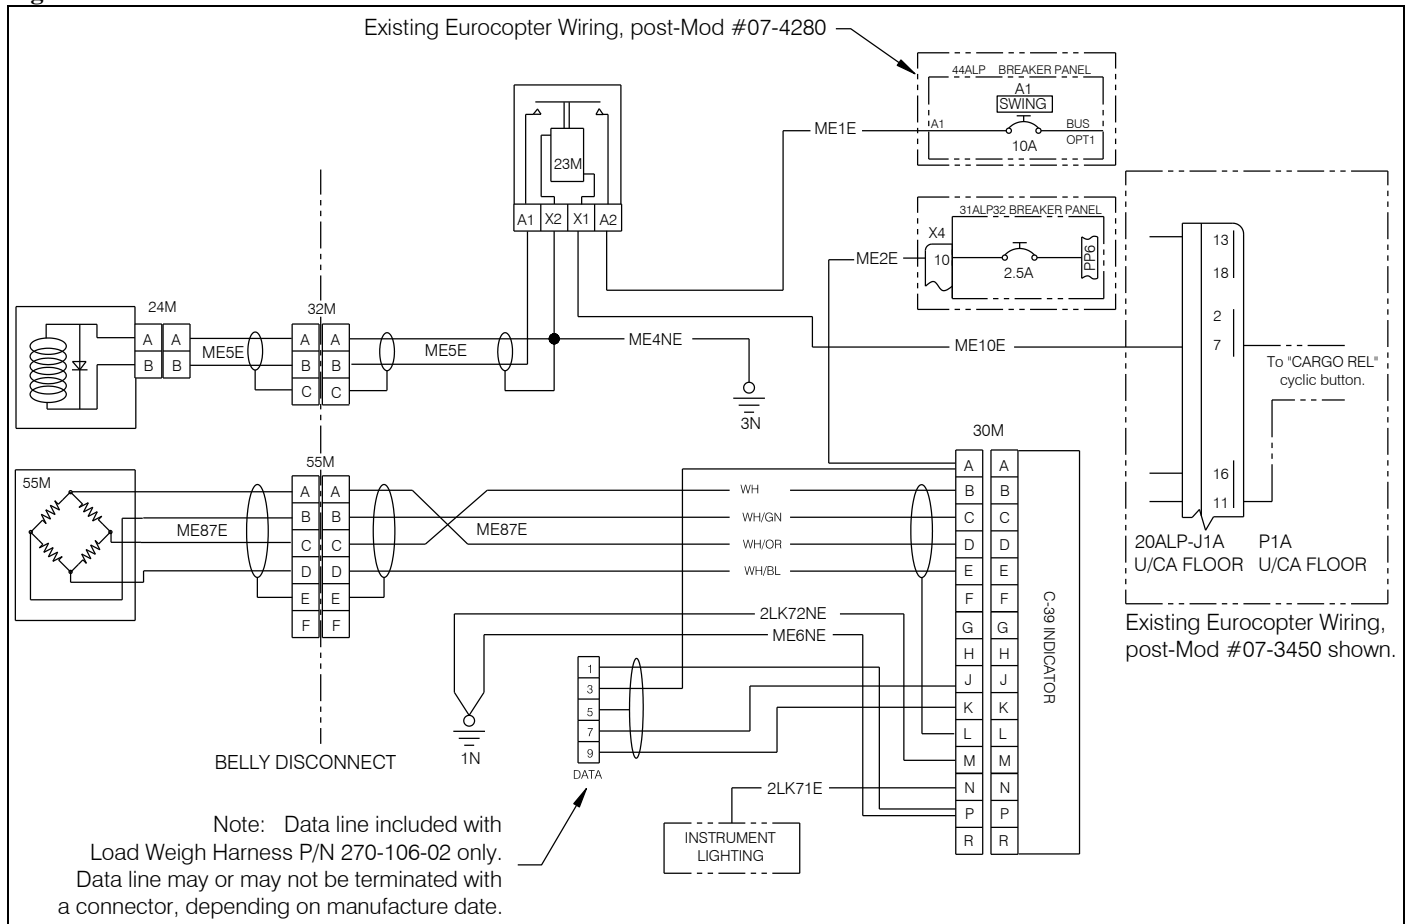 Existing Eurocopter Wiring, post-Mod #07-4280
44ALP BREAKER PANEL
A1
SWING
A1
BUS
OPT1
10A
ME1E
23M
A1 X2 X1 A2
31ALP32 BREAKER PANEL
X4
10
2.5A
PP6
ME2E
13
18
2
7
16
11
ME10E
To "CARGO REL"
cyclic button.
20ALP-J1A P1A
U/CA FLOOR U/CA FLOOR
Existing Eurocopter Wiring,
post-Mod #07-3450 shown.
24M
A A
B B
ME5E
32M
A A
B B
C C
ME5E
ME4NE
3N
55M
ME87E
55M
A A
B B
C C
D D
E E
F F
ME87E
WH
WH/GN
WH/OR
WH/BL
30M
A A
B B
C C
D D
E E
F F
G G
H H
J J
K K
L L
M M
N N
P P
R R
C-39 INDICATOR
2LK72NE
ME6NE
1N
1
3
5
7
9
DATA
BELLY DISCONNECT
2LK71E
INSTRUMENT
LIGHTING
Note: Data line included with
Load Weigh Harness P/N 270-106-02 only.
Data line may or may not be terminated with
a connector, depending on manufacture date.